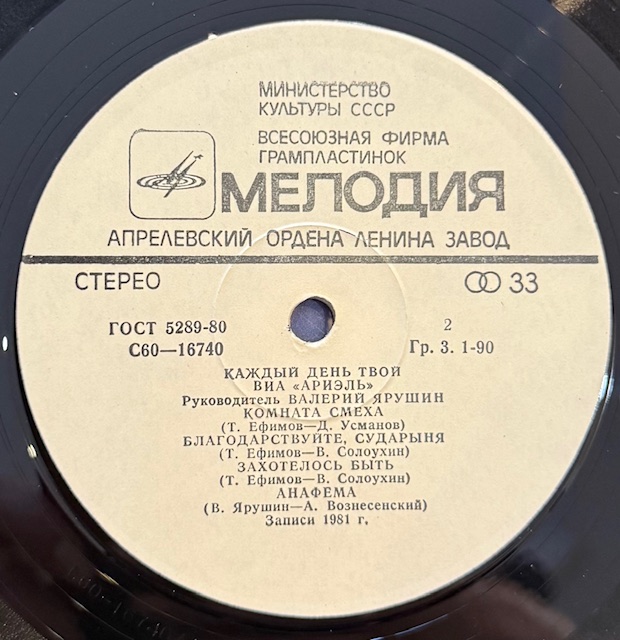 МИНИСТЕРСТВО
КУЛЬТУРЫ СССР
ВСЕСОЮЗНАЯ ФИРМА
ГРАМПЛАСТИНОК
МЕЛОДИЯ
АПРЕЛЕВСКИЙ ОРДЕНА ЛЕНИНА ЗАВОД
СТЕРЕО 33
ГОСТ 5289-80 2
С60—16740 Гр. 3. 1-90
КАЖДЫЙ ДЕНЬ ТВОЙ
ВИА «АРИЭЛЬ»
Руководитель ВАЛЕРИЙ ЯРУШИН
КОМНАТА СМЕХА
(Т. Ефимов—Д. Усманов)
БЛАГОДАРСТВУЙТЕ, СУДАРЫНЯ
(Т. Ефимов—В. Солоухин)
ЗАХОТЕЛОСЬ БЫТЬ
(Т. Ефимов—В. Солоухин)
АНАФЕМА
(В. Ярушин—А. Вознесенский)
Записи 1981 г.